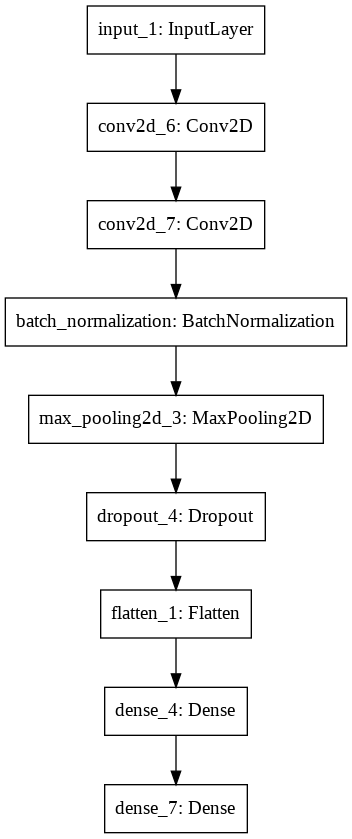 input_1: InputLayer
conv2d_6: Conv2D
conv2d_7: Conv2D
batch_normalization: BatchNormalization
max_pooling2d_3: MaxPooling2D
dropout_4: Dropout
flatten_1: Flatten
dense_4: Dense
dense_7: Dense